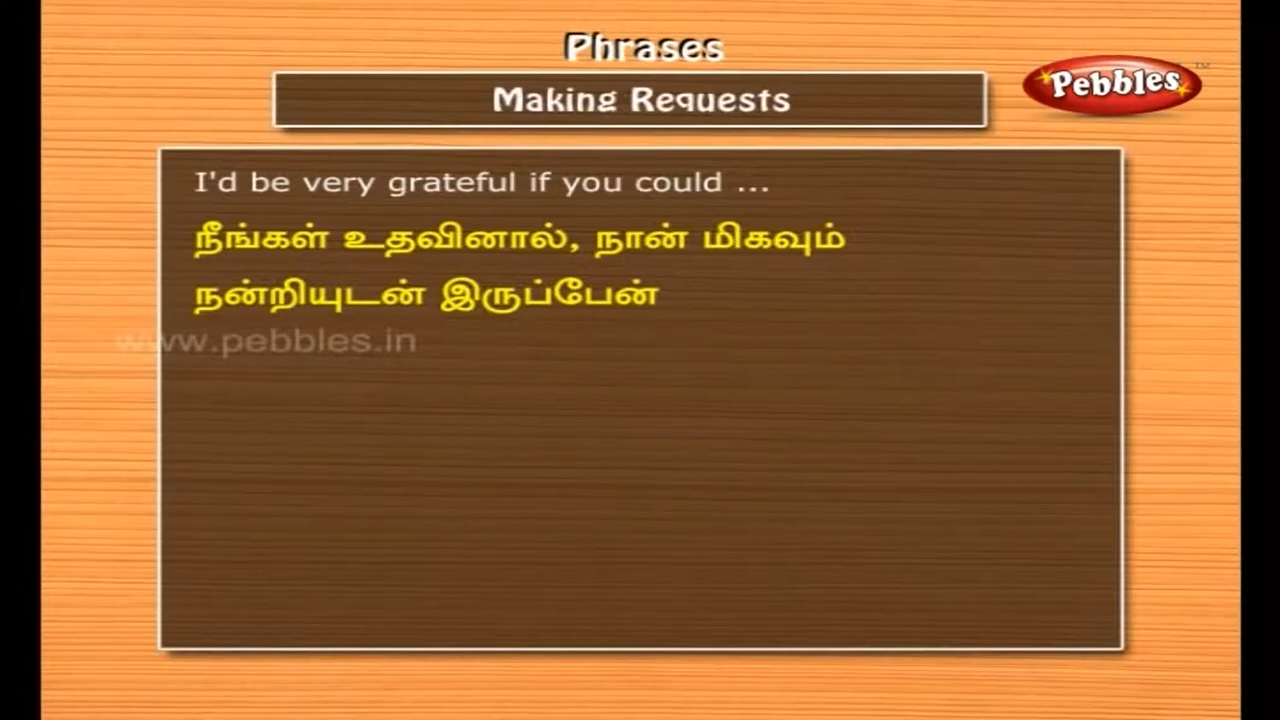 Phrases
Making Requests
Pebbles
TM
I'd be very grateful if you could ...
நீங்கள் உதவினால், நான் மிகவும்
நன்றியுடன் இருப்பேன்
www.pebbles.in